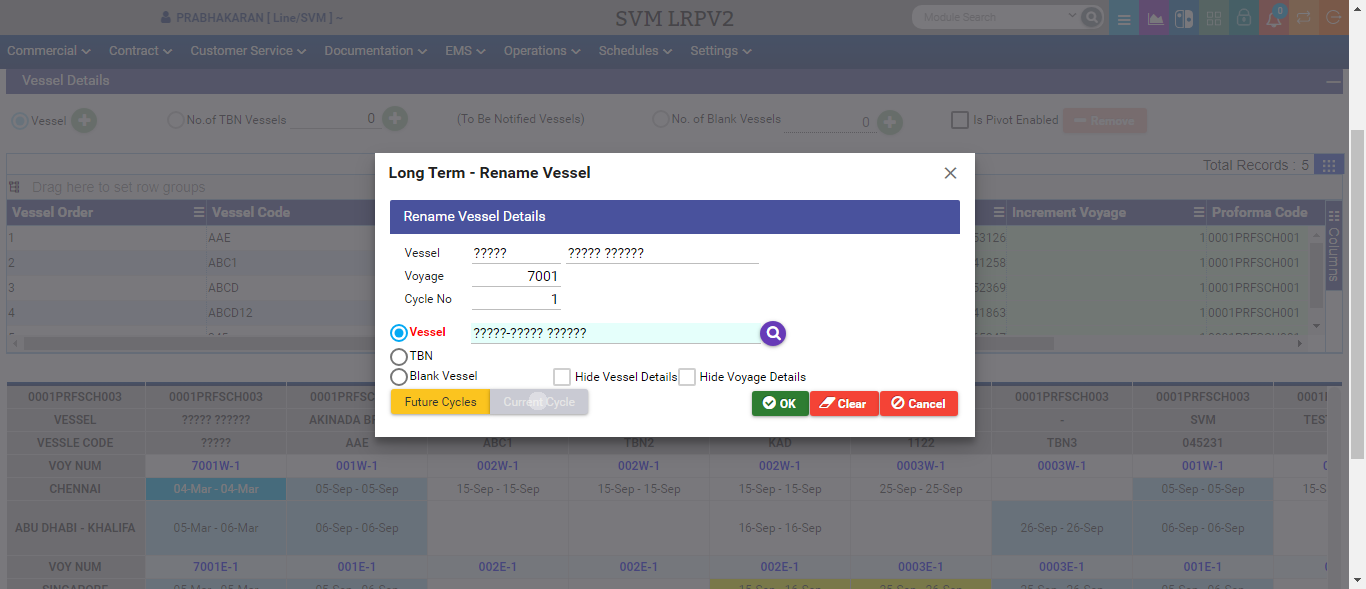 PRABHAKARAN [ Line/SVM ] ~
SVM LRPV2
Module Search
0
Commercial
Contract
Customer Service
Documentation
EMS
Operations
Schedules
Settings
Vessel Details
Vessel
No.of TBN Vessels
0
(To Be Notified Vessels)
No. of Blank Vessels
0
Is Pivot Enabled
Remove
Total Records : 5
Drag here to set row groups
Vessel Order
Vessel Code
Increment Voyage
Proforma Code
Columns
1 AAE 53126 1 0001PRFSCH001
2 ABC1 41258 1 0001PRFSCH001
3 ABCD 52369 1 0001PRFSCH001
4 ABCD12 41863 1 0001PRFSCH001
Long Term - Rename Vessel
Rename Vessel Details
Vessel ????? ????? ??????
Voyage 7001
Cycle No 1
Vessel ?????-????? ??????
TBN
Blank Vessel
Hide Vessel Details
Hide Voyage Details
Future Cycles
Current Cycle
OK
Clear
Cancel
0001PRFSCH003 0001PRFSCH003 0001PRFSCH003 0001PRFSCH003
VESSEL ????? ?????? AKINADA - SVM
VESSLE CODE ????? AAE ABC1 TBN2 KAD 1122 TBN3 045231
VOY NUM 7001W-1 001W-1 002W-1 002W-1 002W-1 0003W-1 0003W-1 001W-1
CHENNAI 04-Mar - 04-Mar 05-Sep - 05-Sep 15-Sep - 15-Sep 15-Sep - 15-Sep 15-Sep - 15-Sep 25-Sep - 25-Sep 05-Sep - 05-Sep
ABU DHABI - KHALIFA 05-Mar - 06-Mar 06-Sep - 06-Sep 16-Sep - 16-Sep 26-Sep - 26-Sep 06-Sep - 06-Sep
VOY NUM 7001E-1 001E-1 002E-1 002E-1 002E-1 0003E-1 0003E-1 001E-1